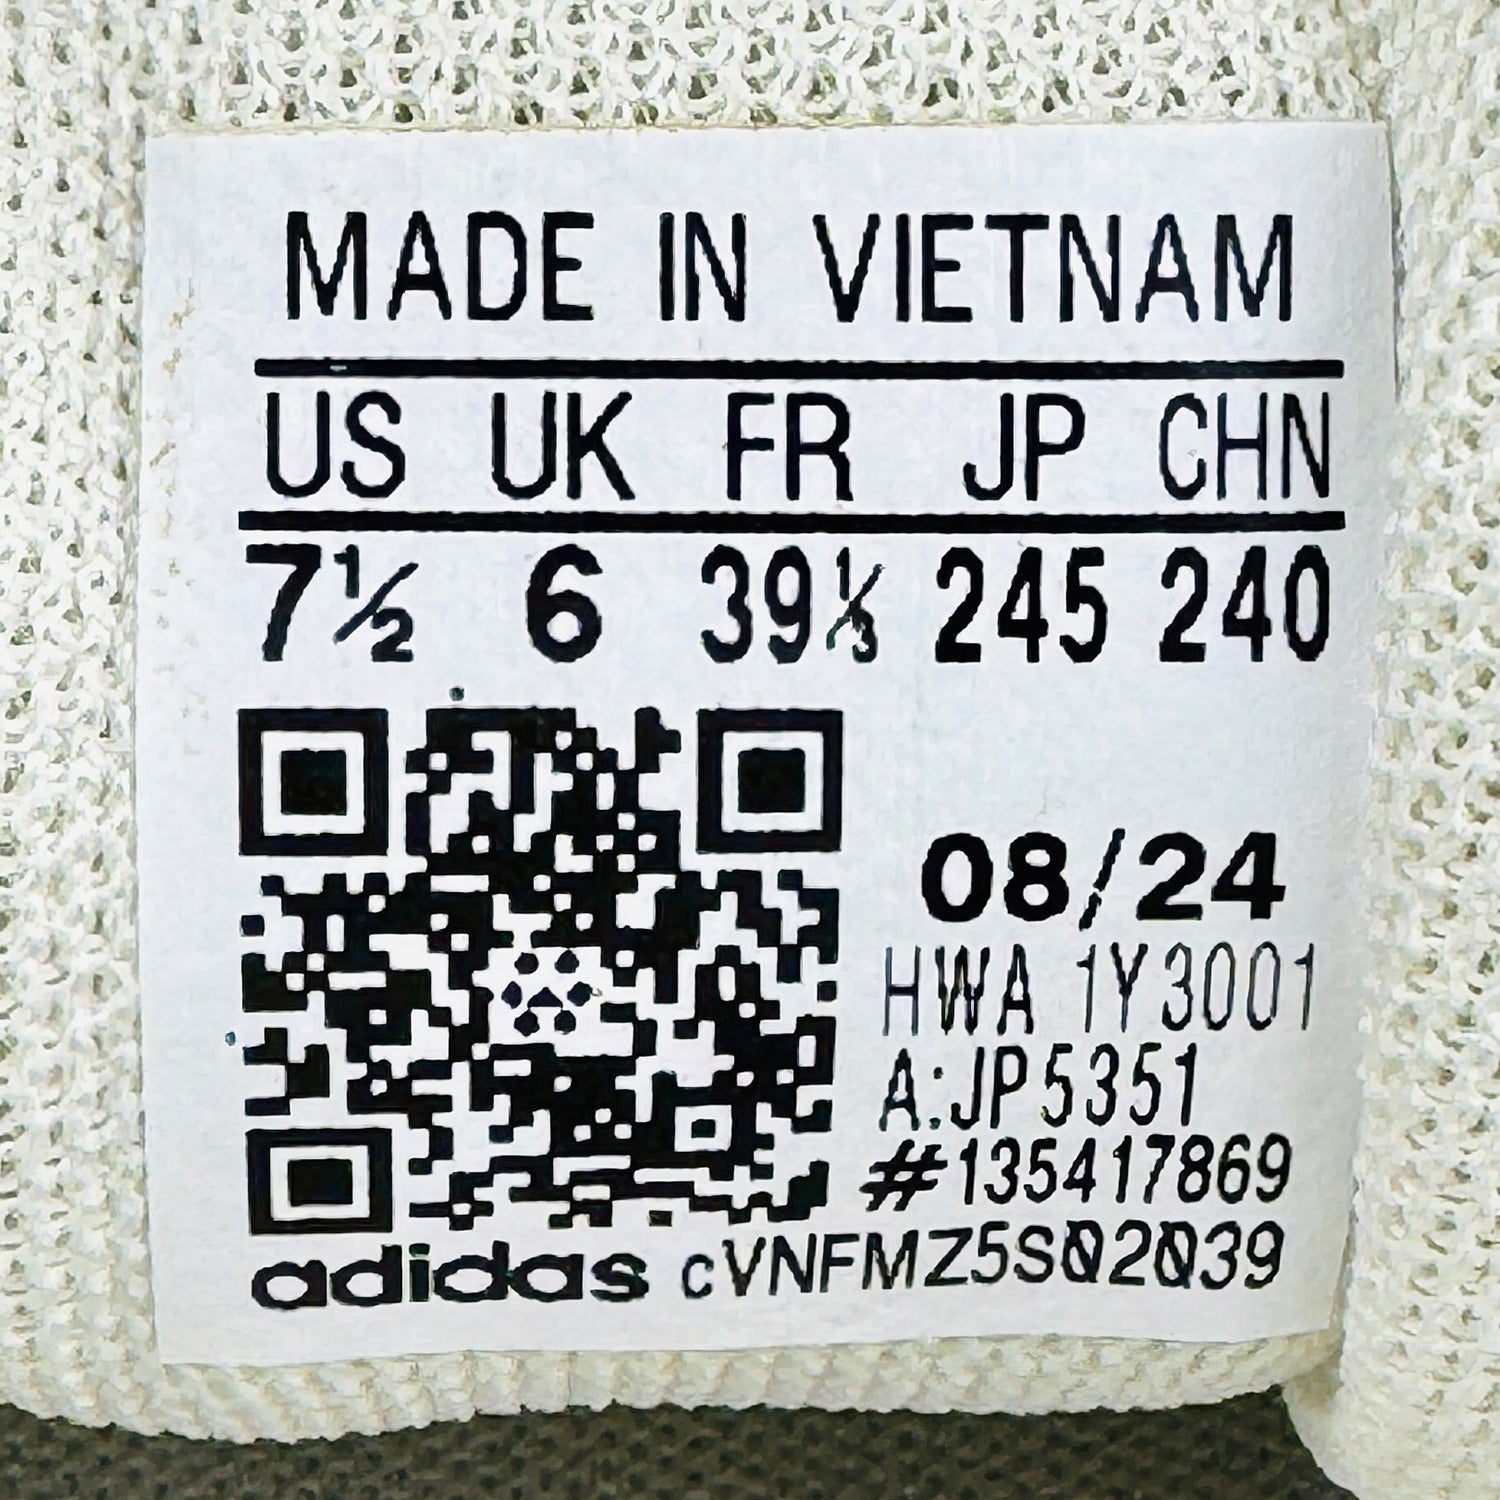 MADE IN VIETNAM
US UK FR JP CHN
7½ 6 39⅓ 245 240
08/24
HWA 1Y3001
A:JP5351
#135417869
adidas cVNFMZ5S02039